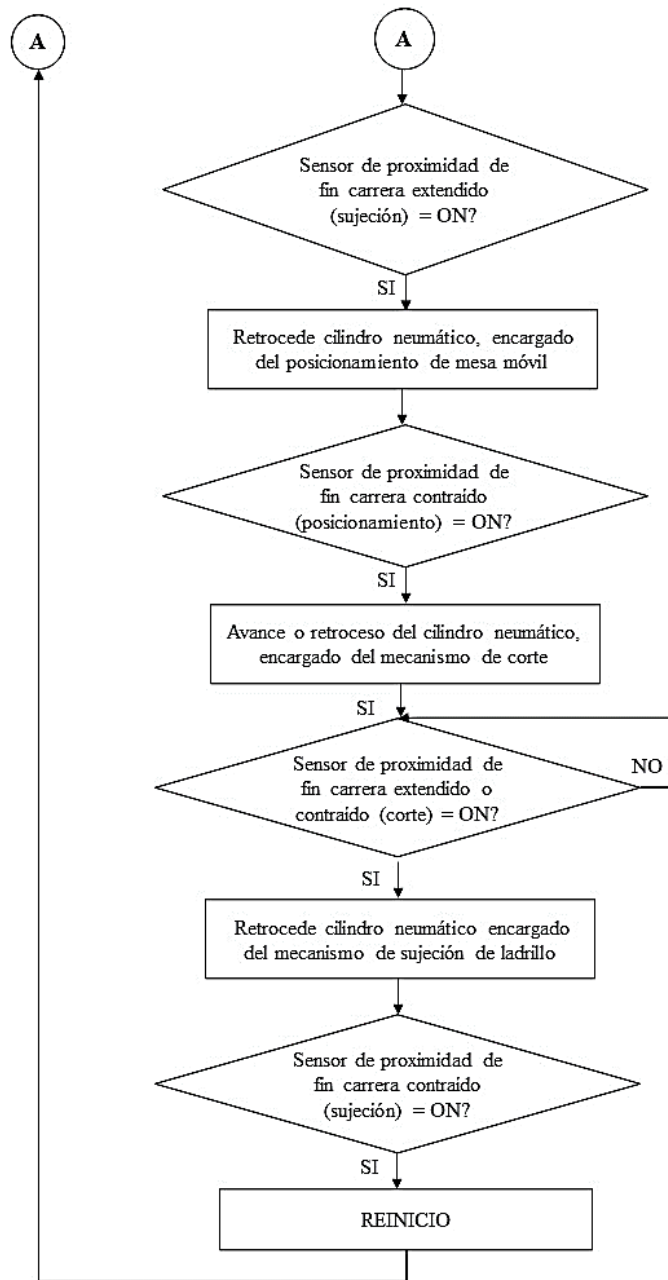 A
A
Sensor de proximidad de
fin carrera extendido
(sujeción) = ON?
SI
Retrocede cilindro neumático, encargado
del posicionamiento de mesa móvil
Sensor de proximidad de
fin carrera contraído
(posicionamiento) = ON?
SI
Avance o retroceso del cilindro neumático,
encargado del mecanismo de corte
SI
Sensor de proximidad de
fin carrera extendido o
contraído (corte) = ON?
NO
SI
Retrocede cilindro neumático encargado
del mecanismo de sujeción de ladrillo
Sensor de proximidad de
fin carrera contraído
(sujeción) = ON?
SI
REINICIO